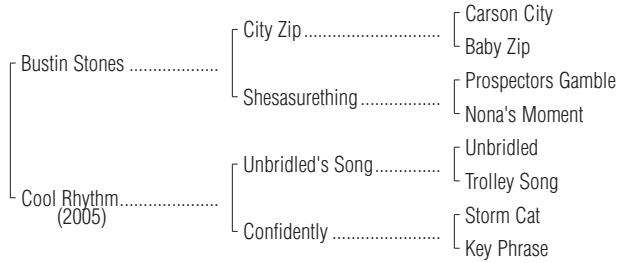 Carson City
City Zip....................................
Baby Zip
Bustin Stones ...................
Prospectors Gamble
Shesasurething .....................
Nona's Moment
Unbridled
Unbridled's Song..................
Trolley Song
Cool Rhythm.....................
(2005)
Storm Cat
Confidently ............................
Key Phrase